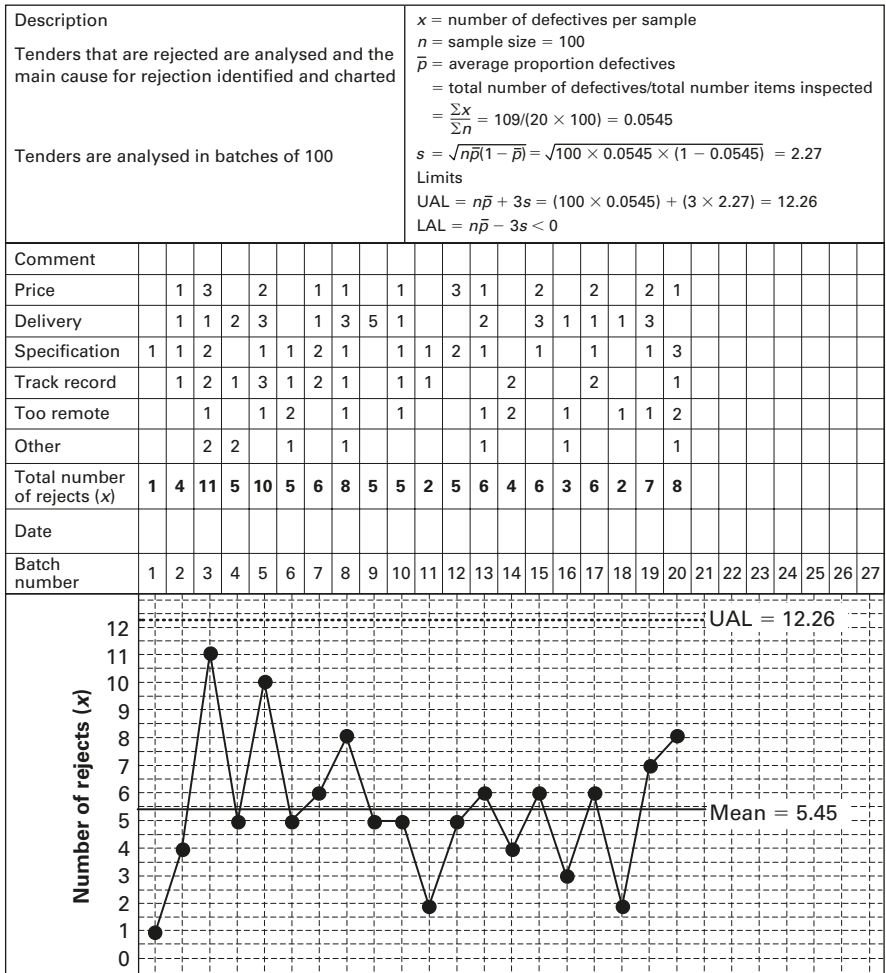 Description
Tenders that are rejected are analysed and the
main cause for rejection identified and charted
Tenders are analysed in batches of 100
x = number of defectives per sample
n = sample size = 100
p̅ = average proportion defectives
= total number of defectives/total number items inspected
= Σx/Σn = 109/(20 × 100) = 0.0545
s = √np̅(1 − p̅) = √100 × 0.0545 × (1 − 0.0545) = 2.27
Limits
UAL = np̅ + 3s = (100 × 0.0545) + (3 × 2.27) = 12.26
LAL = np̅ − 3s < 0
Comment
Price 1 3 2 1 1 1 3 1 2 2 2 1
Delivery 1 1 2 3 1 3 5 1 2 3 1 1 1 3
Specification 1 1 2 1 1 2 1 1 1 2 1 1 1 1 3
Track record 1 2 1 3 1 2 1 1 1 2 2 1
Too remote 1 1 2 1 1 1 2 1 1 1 2
Other 2 2 1 1 1 1 1
Total number
of rejects (x) 1 4 11 5 10 5 6 8 5 5 2 5 6 4 6 3 6 2 7 8
Date
Batch
number 1 2 3 4 5 6 7 8 9 10 11 12 13 14 15 16 17 18 19 20 21 22 23 24 25 26 27
Number of rejects (x)
12
11
10
9
8
7
6
5
4
3
2
1
0
UAL = 12.26
Mean = 5.45